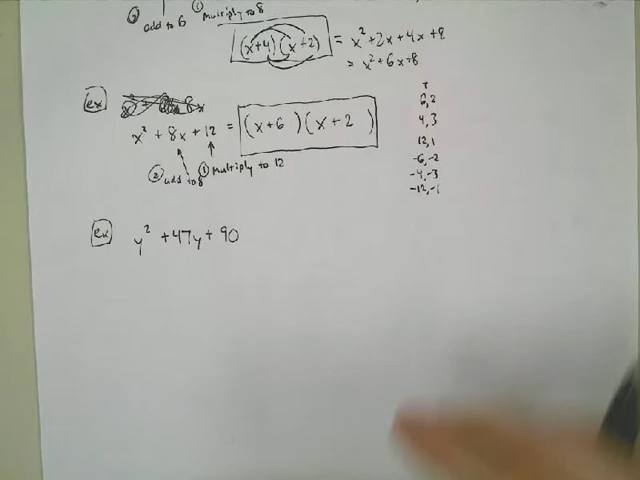 ② add to 6 ① multiply to 8
(x+4)(x+2) = x² + 2x + 4x + 8
= x² + 6x + 8
ex
x² + 8x + 12 = (x + 6 ) ( x + 2 )
② add to 8 ① multiply to 12
6, 2
4, 3
12, 1
-6, -2
-4, -3
-12, -1
ex y² + 47y + 90